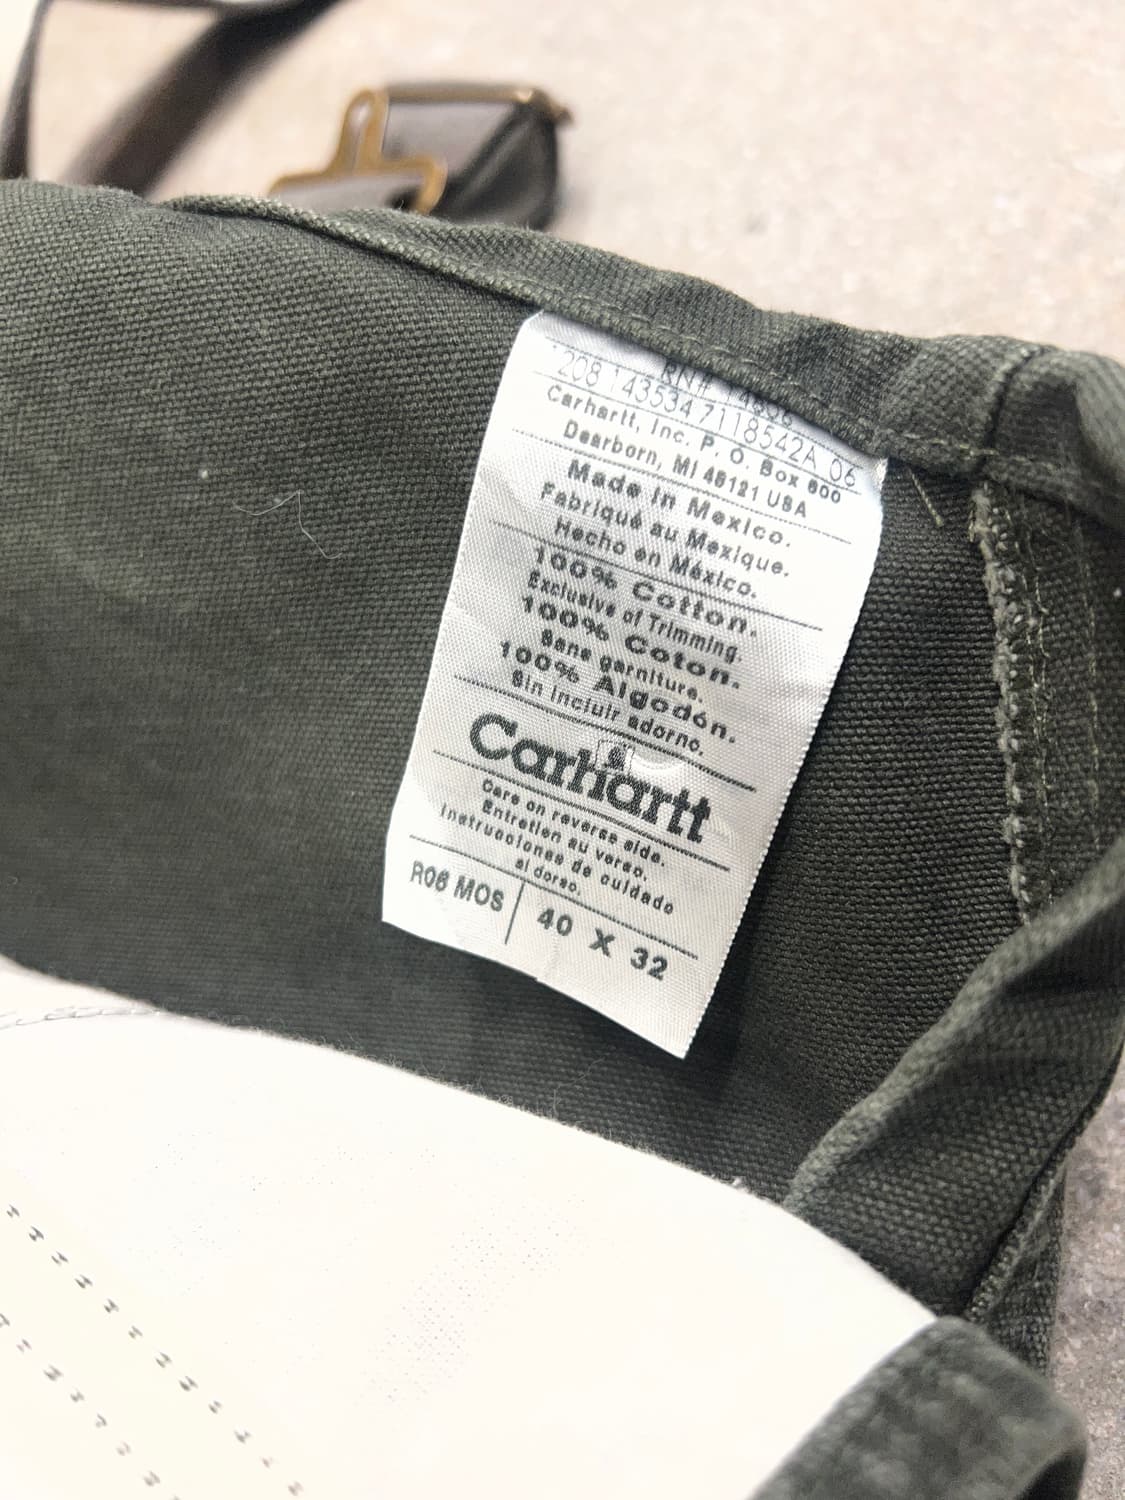 RN# 14806
208 143534 7118542A 06
Carhartt, Inc. P. O. Box 600
Dearborn, MI 48121 USA
Made in Mexico.
Fabriqué au Mexique.
Hecho en México.
100% Cotton.
Exclusive of Trimming.
100% Coton.
Sans garniture.
100% Algodón.
Sin incluir adorno.
Carhartt
Care on reverse side.
Entretien au verso.
Instrucciones de cuidado
al dorso.
R06 MOS
40 X 32